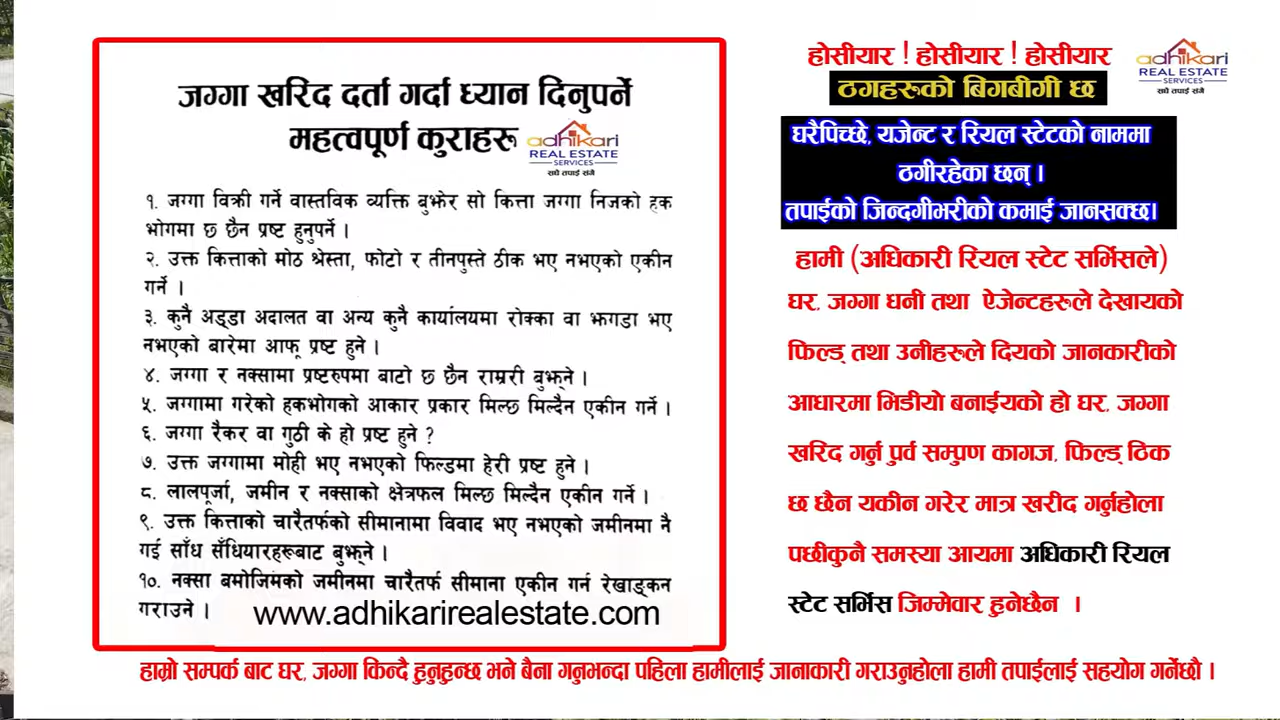 जग्गा खरिद दर्ता गर्दा ध्यान दिनुपर्ने
महत्वपूर्ण कुराहरू
adhikari
REAL ESTATE
SERVICES
सधै तपाई संगै
१. जग्गा विक्री गर्ने वास्तविक व्यक्ति बुझेर सो कित्ता जग्गा निजको हक
भोगमा छ छैन प्रष्ट हुनुपर्ने ।
२. उक्त कित्ताको मोठ श्रेस्ता, फोटो र तीनपुस्ते ठीक भए नभएको एकीन
गर्ने ।
३. कुनै अड्डा अदालत वा अन्य कुनै कार्यालयमा रोक्का वा झगडा भए
नभएको बारेमा आफू प्रष्ट हुने ।
४. जग्गा र नक्सामा प्रष्टरुपमा बाटो छ छैन राम्ररी बुझ्ने ।
५. जग्गामा गरेको हकभोगको आकार प्रकार मिल्छ मिल्दैन एकीन गर्ने ।
६. जग्गा रैकर वा गुठी के हो प्रष्ट हुने ?
७. उक्त जग्गामा मोही भए नभएको फिल्डमा हेरी प्रष्ट हुने ।
८. लालपूर्जा, जमीन र नक्साको क्षेत्रफल मिल्छ मिल्दैन एकीन गर्ने ।
९. उक्त कित्ताको चारैतर्फको सीमानामा विवाद भए नभएको जमीनमा नै
गई साँध सँधियारहरूबाट बुझ्ने ।
१०. नक्सा बमोजिमको जमीनमा चारैतर्फ सीमाना एकीन गर्न रेखाङ्कन
गराउने ।
www.adhikarirealestate.com
होसीयार ! होसीयार ! होसीयार
ठगहरुको बिगबीगी छ
adhikari
REAL ESTATE
SERVICES
सधै तपाई संगै
घरैपिच्छे, यजेन्ट र रियल स्टेटको नाममा
ठगीरहेका छन् ।
तपाईको जिन्दगीभरीको कमाई जानसक्छ।
हामी (अधिकारी रियल स्टेट सर्भिसले)
घर, जग्गा धनी तथा ऐजेन्टहरुले देखायको
फिल्ड् तथा उनीहरुले दियको जानकारीको
आधारमा भिडीयो बनाईयको हो घर, जग्गा
खरिद गर्नु पुर्व सम्पुण कागज, फिल्ड् ठिक
छ छैन यकीन गरेर मात्र खरीद गर्नुहोला
पछीकुनै समस्या आयमा अधिकारी रियल
स्टेट सर्भिस जिम्मेवार हुनेछैन ।
हाम्रो सम्पर्क बाट घर, जग्गा किन्दै हुनुहुन्छ भने बैना गनुभन्दा पहिला हामीलाई जानाकारी गराउनुहोला हामी तपाईलाई सहयोग गर्नेछौ ।